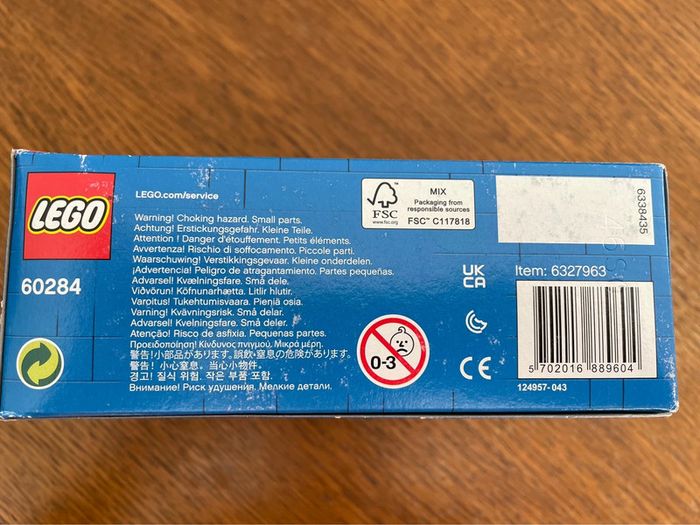 LEGO
60284
LEGO.com/service
Warning! Choking hazard. Small parts.
Achtung! Erstickungsgefahr. Kleine Teile.
Attention ! Danger d'étouffement. Petits éléments.
Avvertenza! Rischio di soffocamento. Piccole parti.
Waarschuwing! Verstikkingsgevaar. Kleine onderdelen.
¡Advertencia! Peligro de atragantamiento. Partes pequeñas.
Advarsel! Kvælningsfare. Små dele.
Viðvörun! Köfnunarhætta. Litlir hlutir.
Varoitus! Tukehtumisvaara. Pieniä osia.
Varning! Kvävningsrisk. Små delar.
Advarsel! Kvelningsfare. Små deler.
Atenção! Risco de asfixia. Pequenas partes.
Προειδοποίηση! Κίνδυνος πνιγμού. Μικρά μέρη.
警告!小部品があります。誤飲・窒息の危険があります。
警告! 小心窒息。当心小物件。
경고! 질식 위험. 작은 부품 포함.
Внимание! Риск удушения. Мелкие детали.
FSC
www.fsc.org
MIX
Packaging from
responsible sources
FSC™ C117818
0-3
UK
CA
CE
6338435
Item: 6327963
5 702016 889604
124957-043